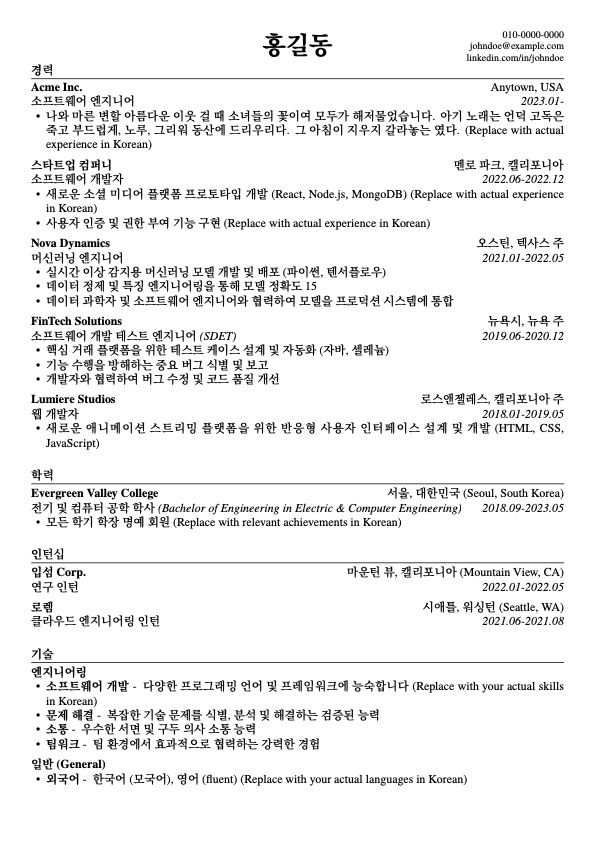 홍길동
010-0000-0000
johndoe@example.com
linkedin.com/in/johndoe
경력
Acme Inc. Anytown, USA
소프트웨어 엔지니어 2023.01-
• 나와 마른 변할 아름다운 이웃 걸 때 소녀들의 꽃이여 모두가 해저물었습니다. 아기 노래는 언덕 고독은
죽고 부드럽게, 노루, 그리워 동산에 드리우리다. 그 아침이 지우지 갈라놓는 였다. (Replace with actual
experience in Korean)
스타트업 컴퍼니 멘로 파크, 캘리포니아
소프트웨어 개발자 2022.06-2022.12
• 새로운 소셜 미디어 플랫폼 프로토타입 개발 (React, Node.js, MongoDB) (Replace with actual experience
in Korean)
• 사용자 인증 및 권한 부여 기능 구현 (Replace with actual experience in Korean)
Nova Dynamics 오스틴, 텍사스 주
머신러닝 엔지니어 2021.01-2022.05
• 실시간 이상 감지용 머신러닝 모델 개발 및 배포 (파이썬, 텐서플로우)
• 데이터 정제 및 특징 엔지니어링을 통해 모델 정확도 15
• 데이터 과학자 및 소프트웨어 엔지니어와 협력하여 모델을 프로덕션 시스템에 통합
FinTech Solutions 뉴욕시, 뉴욕 주
소프트웨어 개발 테스트 엔지니어 (SDET) 2019.06-2020.12
• 핵심 거래 플랫폼을 위한 테스트 케이스 설계 및 자동화 (자바, 셀레늄)
• 기능 수행을 방해하는 중요 버그 식별 및 보고
• 개발자와 협력하여 버그 수정 및 코드 품질 개선
Lumiere Studios 로스앤젤레스, 캘리포니아 주
웹 개발자 2018.01-2019.05
• 새로운 애니메이션 스트리밍 플랫폼을 위한 반응형 사용자 인터페이스 설계 및 개발 (HTML, CSS,
JavaScript)
학력
Evergreen Valley College 서울, 대한민국 (Seoul, South Korea)
전기 및 컴퓨터 공학 학사 (Bachelor of Engineering in Electric & Computer Engineering) 2018.09-2023.05
• 모든 학기 학장 명예 회원 (Replace with relevant achievements in Korean)
인턴십
입섬 Corp. 마운틴 뷰, 캘리포니아 (Mountain View, CA)
연구 인턴 2022.01-2022.05
로렘 시애틀, 워싱턴 (Seattle, WA)
클라우드 엔지니어링 인턴 2021.06-2021.08
기술
엔지니어링
• 소프트웨어 개발 - 다양한 프로그래밍 언어 및 프레임워크에 능숙합니다 (Replace with your actual skills
in Korean)
• 문제 해결 - 복잡한 기술 문제를 식별, 분석 및 해결하는 검증된 능력
• 소통 - 우수한 서면 및 구두 의사 소통 능력
• 팀워크 - 팀 환경에서 효과적으로 협력하는 강력한 경험
일반 (General)
• 외국어 - 한국어 (모국어), 영어 (fluent) (Replace with your actual languages in Korean)